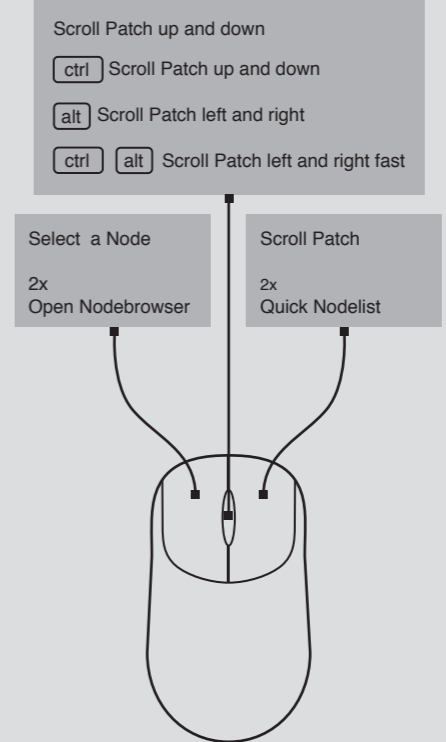 Scroll Patch up and down
ctrl Scroll Patch up and down
alt Scroll Patch left and right
ctrl alt Scroll Patch left and right fast
Select a Node
2x
Open Nodebrowser
Scroll Patch
2x
Quick Nodelist